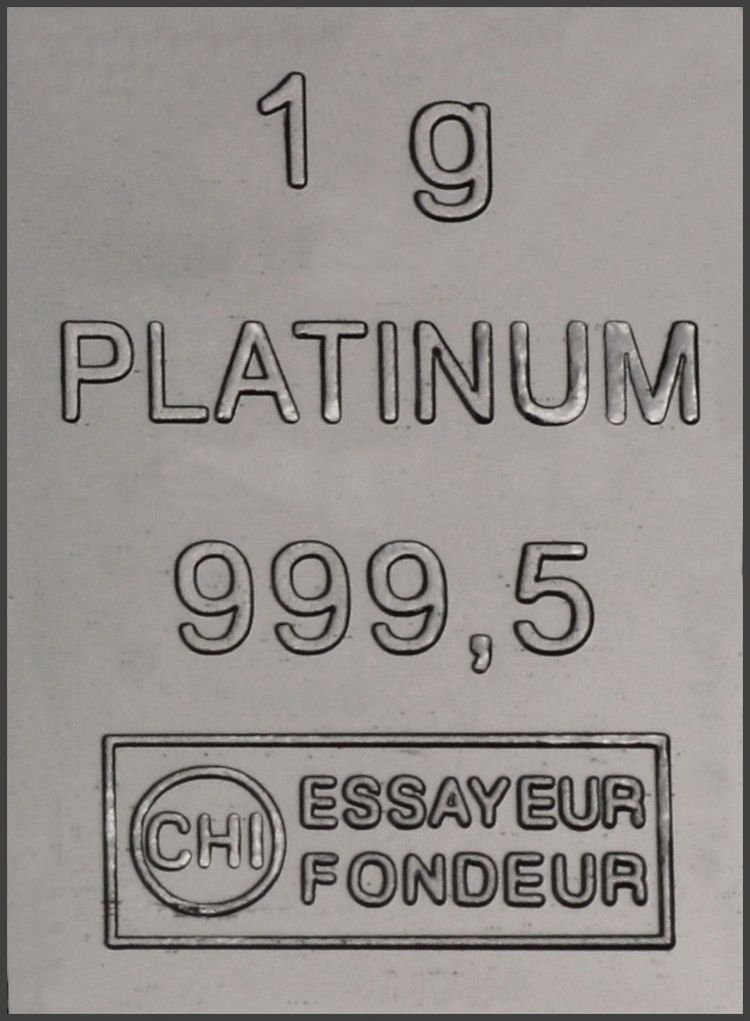 1 g
PLATINUM
999,5
CHI
ESSAYEUR
FONDEUR